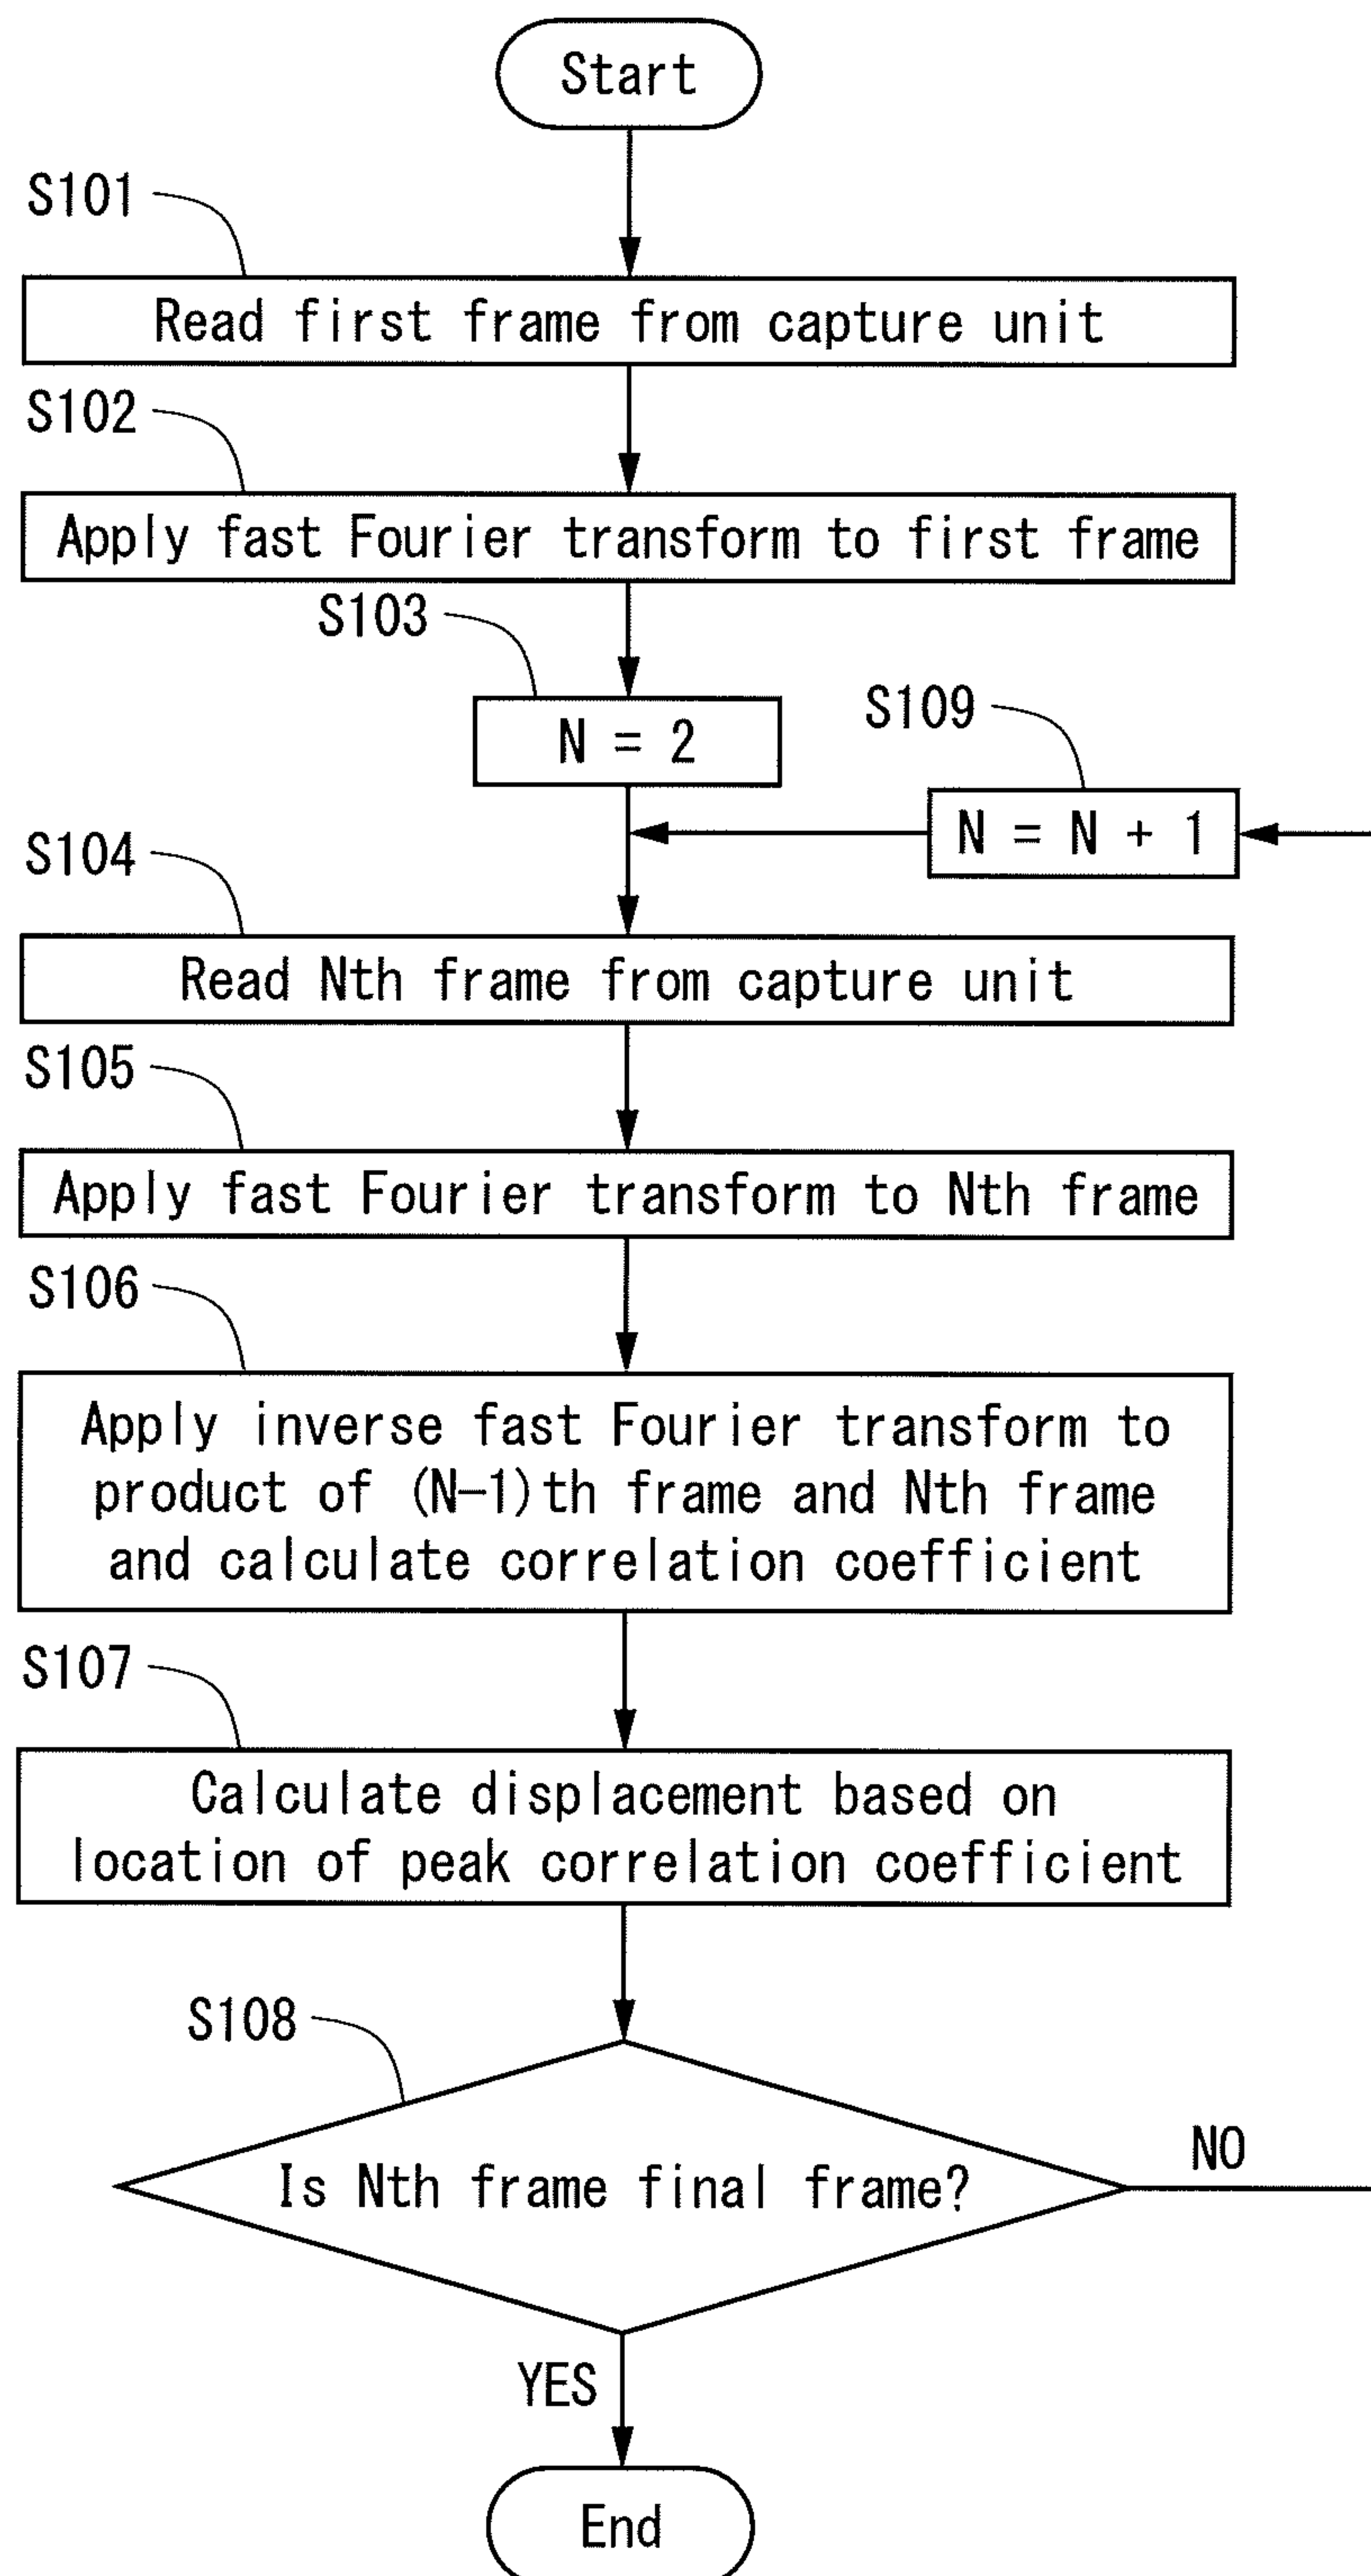 Start
S101
Read first frame from capture unit
S102
Apply fast Fourier transform to first frame
S103
N = 2
S109
N = N + 1
S104
Read Nth frame from capture unit
S105
Apply fast Fourier transform to Nth frame
S106
Apply inverse fast Fourier transform to
product of (N-1)th frame and Nth frame
and calculate correlation coefficient
S107
Calculate displacement based on
location of peak correlation coefficient
S108
Is Nth frame final frame?
NO
YES
End